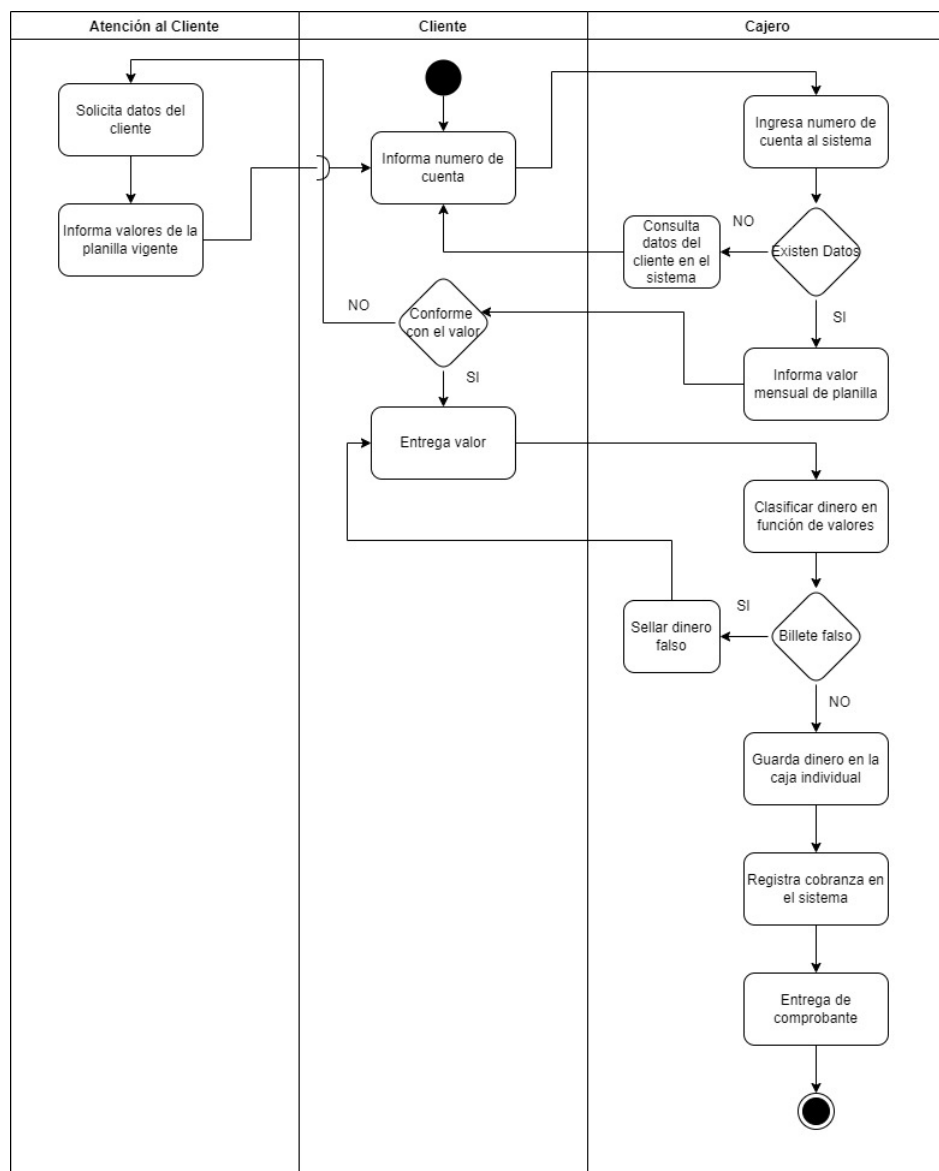 Atención al Cliente
Cliente
Cajero
Solicita datos del
cliente
Informa numero de
cuenta
Ingresa numero de
cuenta al sistema
Informa valores de la
planilla vigente
NO
Consulta
datos del
cliente en el
sistema
Existen Datos
NO
Conforme
con el valor
SI
Informa valor
mensual de planilla
SI
Entrega valor
Clasificar dinero en
función de valores
SI
Sellar dinero
falso
Billete falso
NO
Guarda dinero en la
caja individual
Registra cobranza en
el sistema
Entrega de
comprobante